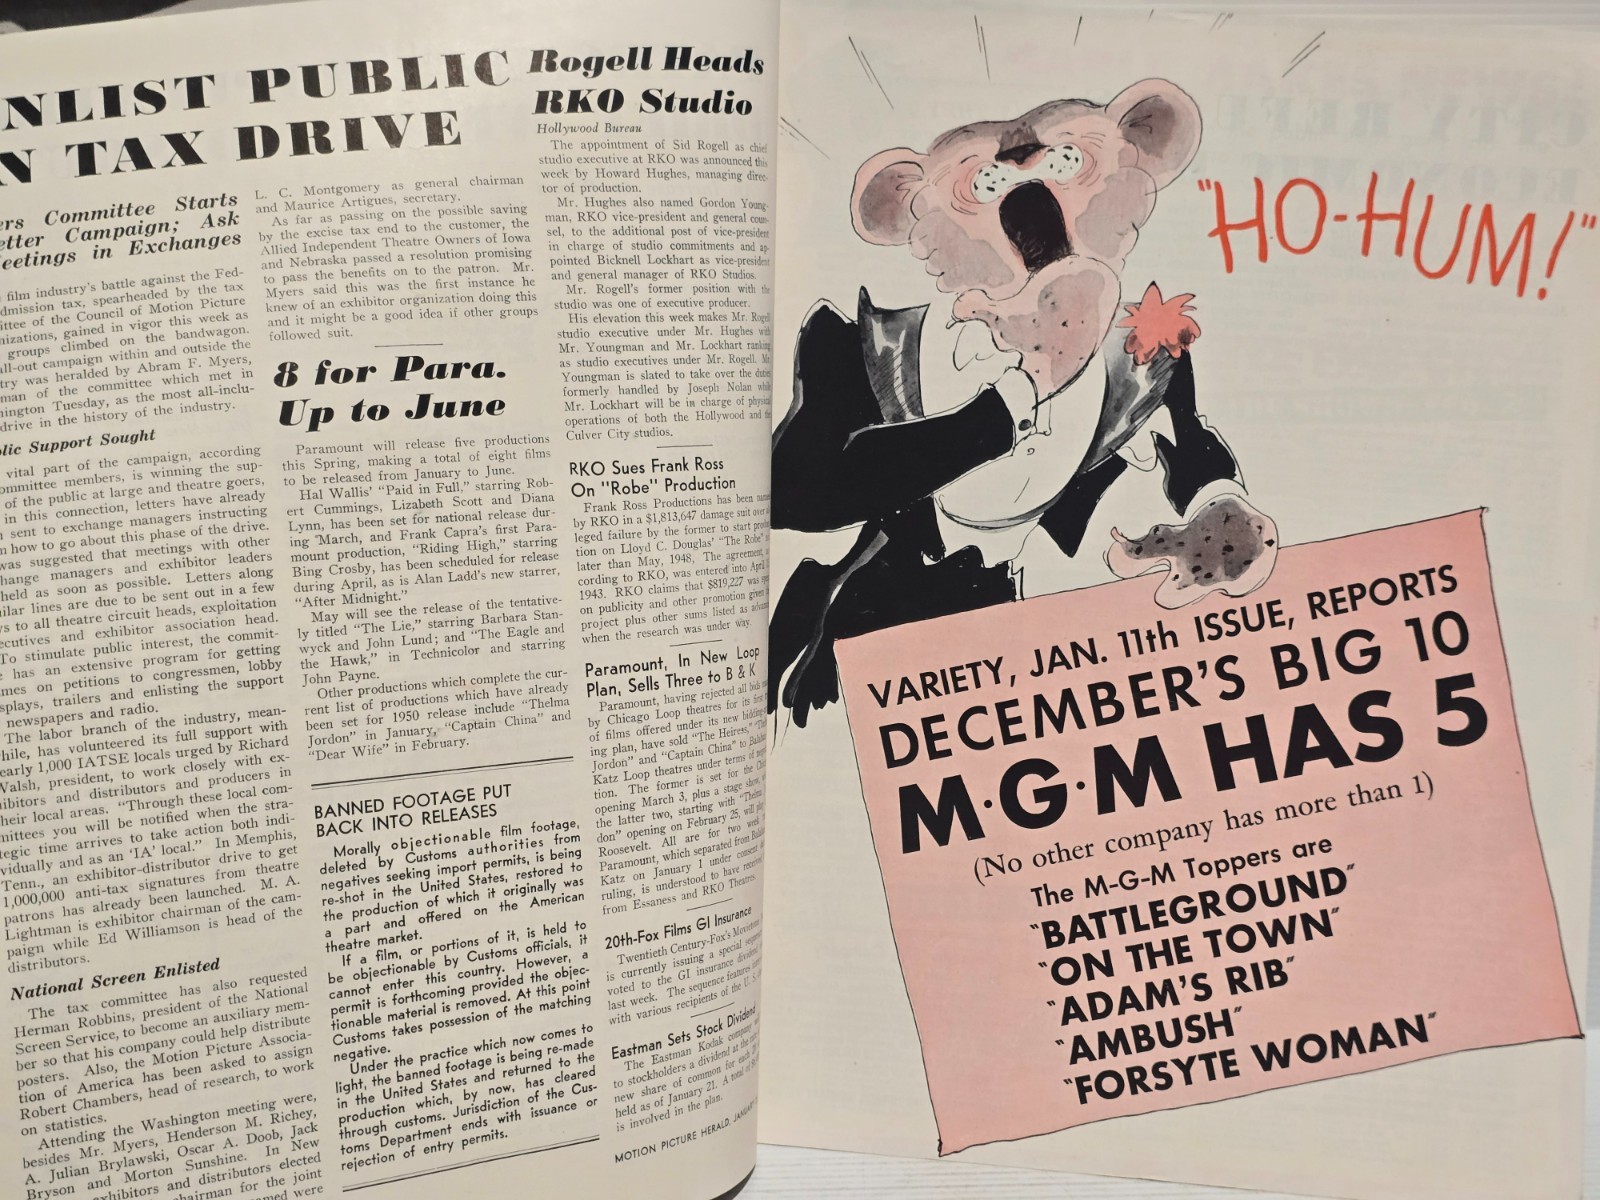 NLIST PUBLIC
N TAX DRIVE
ers Committee Starts
etter Campaign; Ask
eetings in Exchanges
film industry's battle against the Fed-
dmission tax, spearheaded by the tax
ittee of the Council of Motion Picture
nizations, gained in vigor this week as
groups climbed on the bandwagon.
all-out campaign within and outside the
try was heralded by Abram F. Myers,
man of the committee which met in
hington Tuesday, as the most all-inclu-
drive in the history of the industry.
blic Support Sought
vital part of the campaign, according
ommittee members, is winning the sup-
of the public at large and theatre goers,
in this connection, letters have already
sent to exchange managers instructing
how to go about this phase of the drive.
was suggested that meetings with other
hange managers and exhibitor leaders
held as soon as possible. Letters along
ilar lines are due to be sent out in a few
ys to all theatre circuit heads, exploitation
ecutives and exhibitor association head.
To stimulate public interest, the commit-
has an extensive program for getting
mes on petitions to congressmen, lobby
splays, trailers and enlisting the support
newspapers and radio.
The labor branch of the industry, mean-
hile, has volunteered its full support with
early 1,000 IATSE locals urged by Richard
Walsh, president, to work closely with ex-
hibitors and distributors and producers in
their local areas. "Through these local com-
mittees you will be notified when the stra-
tegic time arrives to take action both indi-
vidually and as an 'IA' local." In Memphis,
Tenn., an exhibitor-distributor drive to get
1,000,000 anti-tax signatures from theatre
patrons has already been launched. M. A.
Lightman is exhibitor chairman of the cam-
paign while Ed Williamson is head of the
distributors.
National Screen Enlisted
The tax committee has also requested
Herman Robbins, president of the National
Screen Service, to become an auxiliary mem-
ber so that his company could help distribute
posters. Also, the Motion Picture Associa-
tion of America has been asked to assign
Robert Chambers, head of research, to work
on statistics.
Attending the Washington meeting were,
besides Mr. Myers, Henderson M. Richey,
A. Julian Brylawski, Oscar A. Doob, Jack
Bryson and Morton Sunshine. In New
exhibitors and distributors elected
chairman for the joint
named were
L. C. Montgomery as general chairman
and Maurice Artigues, secretary.
As far as passing on the possible saving
by the excise tax end to the customer, the
Allied Independent Theatre Owners of Iowa
and Nebraska passed a resolution promising
to pass the benefits on to the patron. Mr.
Myers said this was the first instance he
knew of an exhibitor organization doing this
and it might be a good idea if other groups
followed suit.
8 for Para.
Up to June
Paramount will release five productions
this Spring, making a total of eight films
to be released from January to June.
Hal Wallis' "Paid in Full," starring Rob-
ert Cummings, Lizabeth Scott and Diana
Lynn, has been set for national release dur-
ing March, and Frank Capra's first Para-
mount production, "Riding High," starring
Bing Crosby, has been scheduled for release
during April, as is Alan Ladd's new starrer,
"After Midnight."
May will see the release of the tentative-
ly titled "The Lie," starring Barbara Stan-
wyck and John Lund; and "The Eagle and
the Hawk," in Technicolor and starring
John Payne.
Other productions which complete the cur-
rent list of productions which have already
been set for 1950 release include "Thelma
Jordon" in January, "Captain China" and
"Dear Wife" in February.
BANNED FOOTAGE PUT
BACK INTO RELEASES
Morally objectionable film footage,
deleted by Customs authorities from
negatives seeking import permits, is being
re-shot in the United States, restored to
the production of which it originally was
a part and offered on the American
theatre market.
If a film, or portions of it, is held to
be objectionable by Customs officials, it
cannot enter this country. However, a
permit is forthcoming provided the objec-
tionable material is removed. At this point
Customs takes possession of the matching
negative.
Under the practice which now comes to
light, the banned footage is being re-made
in the United States and returned to the
production which, by now, has cleared
through customs. Jurisdiction of the Cus-
toms Department ends with issuance or
rejection of entry permits.
Rogell Heads
RKO Studio
Hollywood Bureau
The appointment of Sid Rogell as chief
studio executive at RKO was announced this
week by Howard Hughes, managing direc-
tor of production.
Mr. Hughes also named Gordon Young-
man, RKO vice-president and general coun-
sel, to the additional post of vice-president
in charge of studio commitments and ap-
pointed Bicknell Lockhart as vice-president
and general manager of RKO Studios.
Mr. Rogell's former position with the
studio was one of executive producer.
His elevation this week makes Mr. Rogell
studio executive under Mr. Hughes with
Mr. Youngman and Mr. Lockhart ranking
as studio executives under Mr. Rogell. Mr.
Youngman is slated to take over the duties
formerly handled by Joseph Nolan while
Mr. Lockhart will be in charge of physical
operations of both the Hollywood and the
Culver City studios.
RKO Sues Frank Ross
On "Robe" Production
Frank Ross Productions has been named
by RKO in a $1,813,647 damage suit over al-
leged failure by the former to start produc-
tion on Lloyd C. Douglas' "The Robe"
later than May, 1948, The agreement, ac-
cording to RKO, was entered into April
1943. RKO claims that $819,227 was spent
on publicity and other promotion given the
project plus other sums listed as advanced
when the research was under way.
Paramount, In New Loop
Plan, Sells Three to B & K
Paramount, having rejected all bids made
by Chicago Loop theatres for its first
of films offered under its new bidding-
ing plan, have sold "The Heiress," "Thelma
Jordon" and "Captain China" to Balaban &
Katz Loop theatres under terms of
tion. The former is set for the
opening March 3, plus a stage show,
the latter two, starting with "Thelma
don" opening on February 25, will play
Roosevelt. All are for two weeks
Paramount, which separated from Balaban &
Katz on January 1 under consent
ruling, is understood to have received
from Essaness and RKO Theatres.
20th-Fox Films GI Insurance
Twentieth Century-Fox's Movietone
is currently issuing a special sequence
voted to the GI insurance dividend
last week. The sequence features
with various recipients of the U. S.
Eastman Sets Stock Dividend
The Eastman Kodak company
to stockholders a dividend at the
new share of common for each
held as of January 21. A total of
is involved in the plan.
MOTION PICTURE HERALD, JANUARY
"HO-HUM!"
VARIETY, JAN. 11th ISSUE, REPORTS
DECEMBER'S BIG 10
M·G·M HAS 5
(No other company has more than 1)
The M-G-M Toppers are
"BATTLEGROUND"
"ON THE TOWN"
"ADAM'S RIB"
"AMBUSH"
"FORSYTE WOMAN"